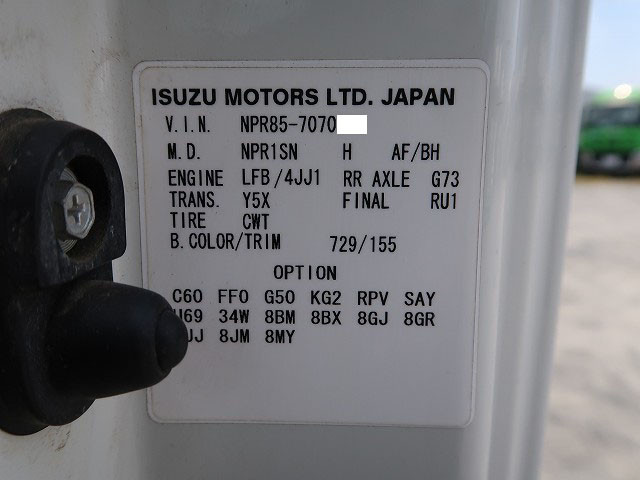 ISUZU MOTORS LTD. JAPAN
V.I.N. NPR85-7070
M.D. NPR1SN H AF/BH
ENGINE LFB/4JJ1 RR AXLE G73
TRANS. Y5X FINAL RU1
TIRE CWT
B.COLOR/TRIM 729/155
OPTION
C60 FF0 G50 KG2 RPV SAY
34W 8BM 8BX 8GJ 8GR
8JM 8MY